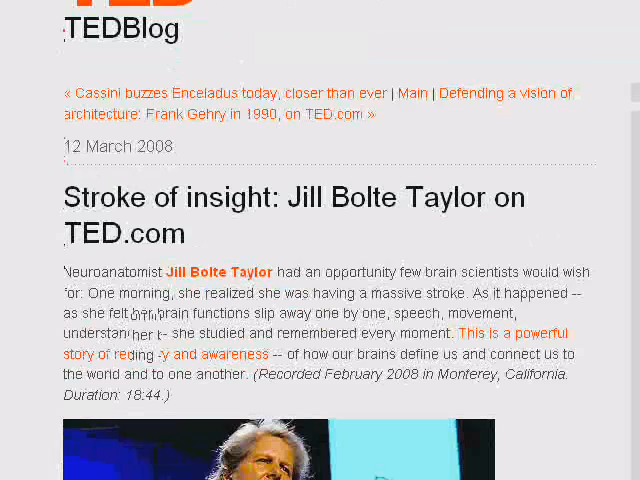 TED
TEDBlog
« Cassini buzzes Enceladus today, closer than ever | Main | Defending a vision of
architecture: Frank Gehry in 1990, on TED.com »
12 March 2008
Stroke of insight: Jill Bolte Taylor on
TED.com
Neuroanatomist Jill Bolte Taylor had an opportunity few brain scientists would wish
for: One morning, she realized she was having a massive stroke. As it happened --
as she felt her brain functions slip away one by one, speech, movement,
understan her b - she studied and remembered every moment. This is a powerful
story of re ding - y and awareness -- of how our brains define us and connect us to
the world and to one another. (Recorded February 2008 in Monterey, California.
Duration: 18:44.)